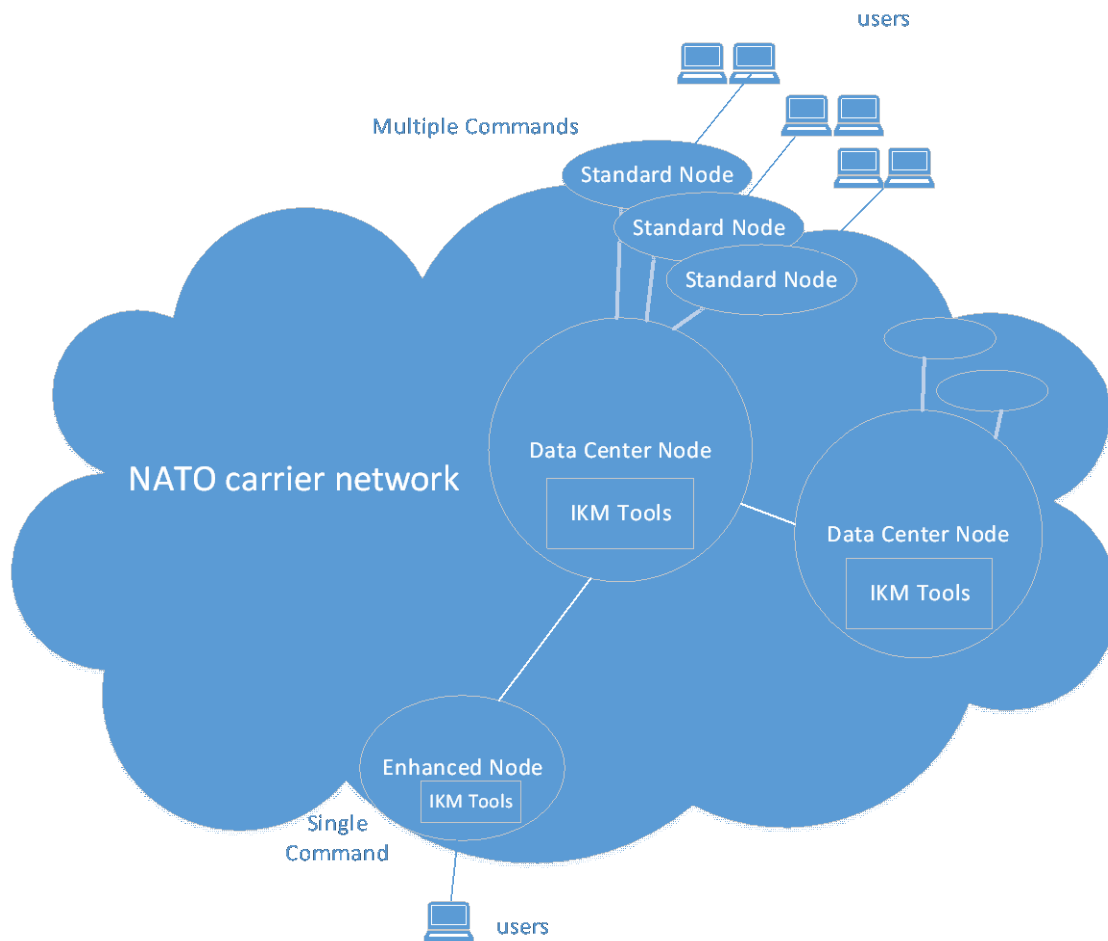 users
Multiple Commands
Standard Node
Standard Node
Standard Node
Data Center Node
NATO carrier network
IKM Tools
Data Center Node
IKM Tools
Enhanced Node
IKM Tools
Single
Command
users